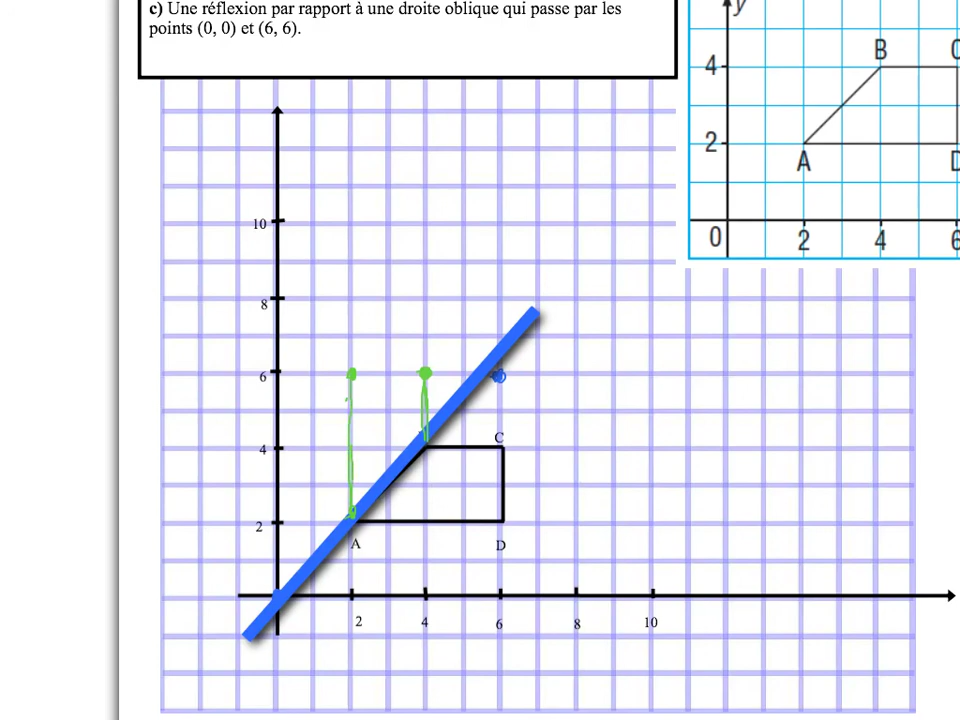 c) Une réflexion par rapport à une droite oblique qui passe par les
points (0, 0) et (6, 6).
y
B
4
2
A
D
0
2
4
6
10
8
6
C
4
2
A
D
2
4
6
8
10